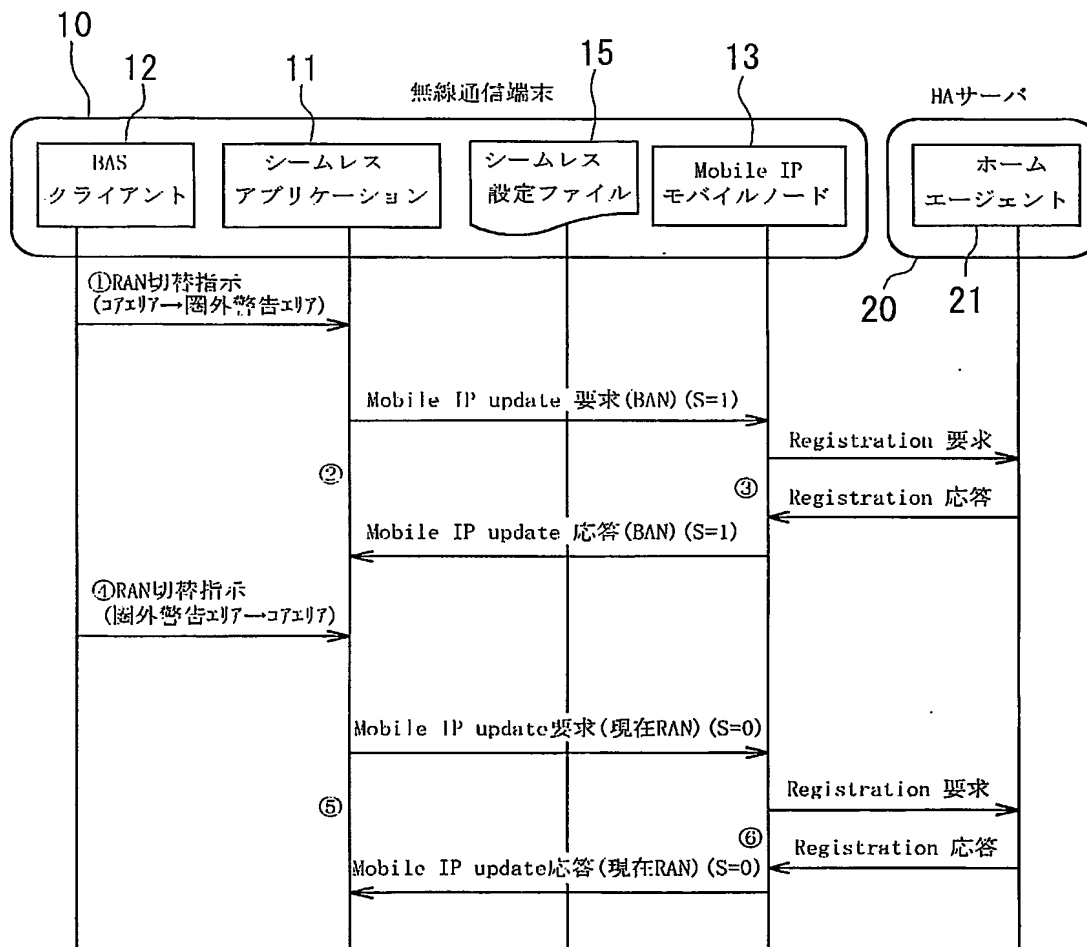 10
12
11
15
13
無線通信端末
HAサーバ
BAS
クライアント
シームレス
アプリケーション
シームレス
設定ファイル
Mobile IP
モバイルノード
ホーム
エージェント
20
21
①RAN切替指示
(コアエリア→圏外警告エリア)
Mobile IP update 要求(BAN)(S=1)
Registration 要求
②
③
Registration 応答
Mobile IP update 応答(BAN)(S=1)
④RAN切替指示
(圏外警告エリア→コアエリア)
Mobile IP update要求(現在RAN)(S=0)
Registration 要求
⑤
⑥
Registration 応答
Mobile IP update応答(現在RAN)(S=0)